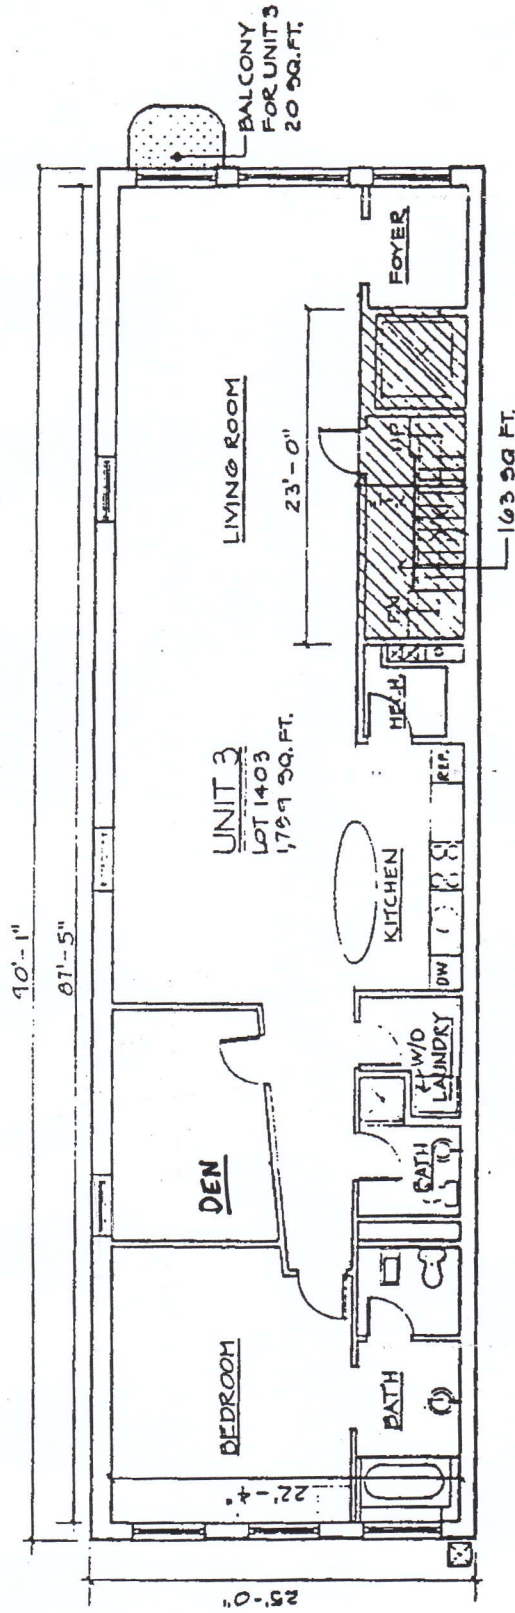 90'-1"
87'-5"
BALCONY
FOR UNIT 3
20 SQ.FT.
LIVING ROOM
FOYER
23'-0"
UP
DN
163 SQ FT.
UNIT 3
LOT 1403
SQ.FT.
MECH.
REF.
KITCHEN
DW
W/D
LAUNDRY
DEN
BATH
BEDROOM
BATH
22'-4"
25'-0"